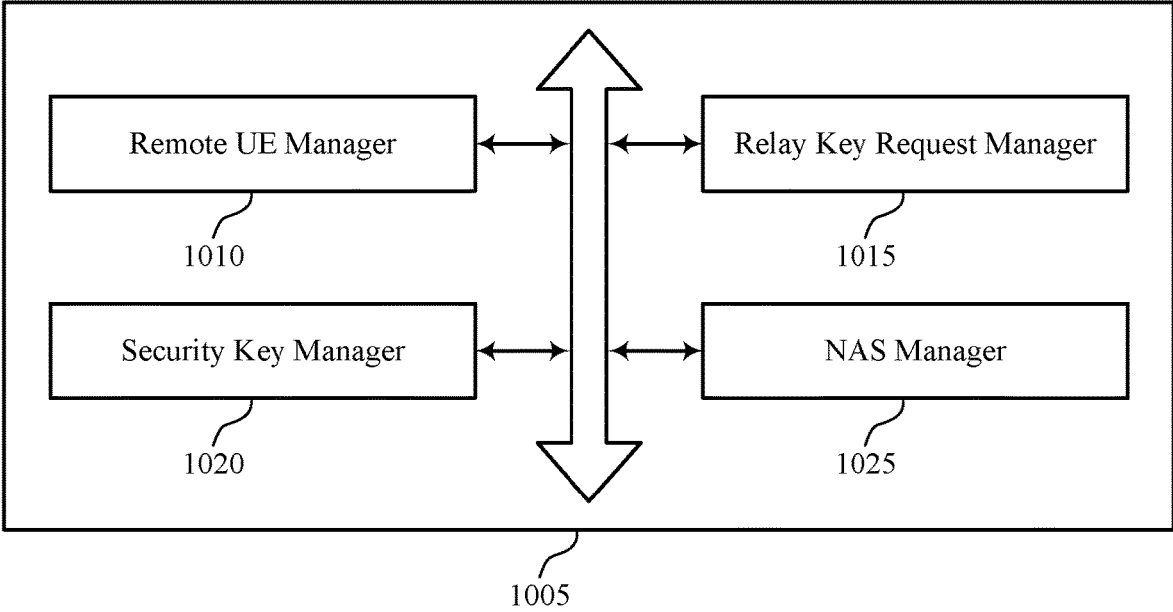 Remote UE Manager
Relay Key Request Manager
1010
1015
Security Key Manager
NAS Manager
1020
1025
1005